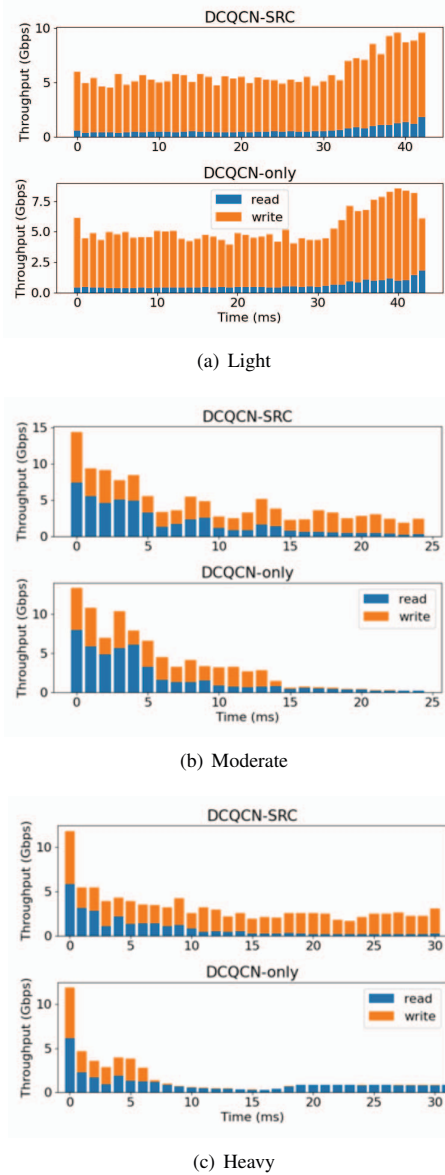 DCQCN-SRC
Throughput (Gbps)
10
5
0
0 10 20 30 40
DCQCN-only
Throughput (Gbps)
7.5
5.0
2.5
0.0
read
write
0 10 20 30 40
Time (ms)
(a) Light
DCQCN-SRC
Throughput (Gbps)
15
10
5
0
0 5 10 15 20 25
DCQCN-only
Throughput (Gbps)
10
5
0
read
write
0 5 10 15 20 25
Time (ms)
(b) Moderate
DCQCN-SRC
Throughput (Gbps)
10
5
0
0 5 10 15 20 25 30
DCQCN-only
Throughput (Gbps)
10
5
0
read
write
0 5 10 15 20 25 30
Time (ms)
(c) Heavy